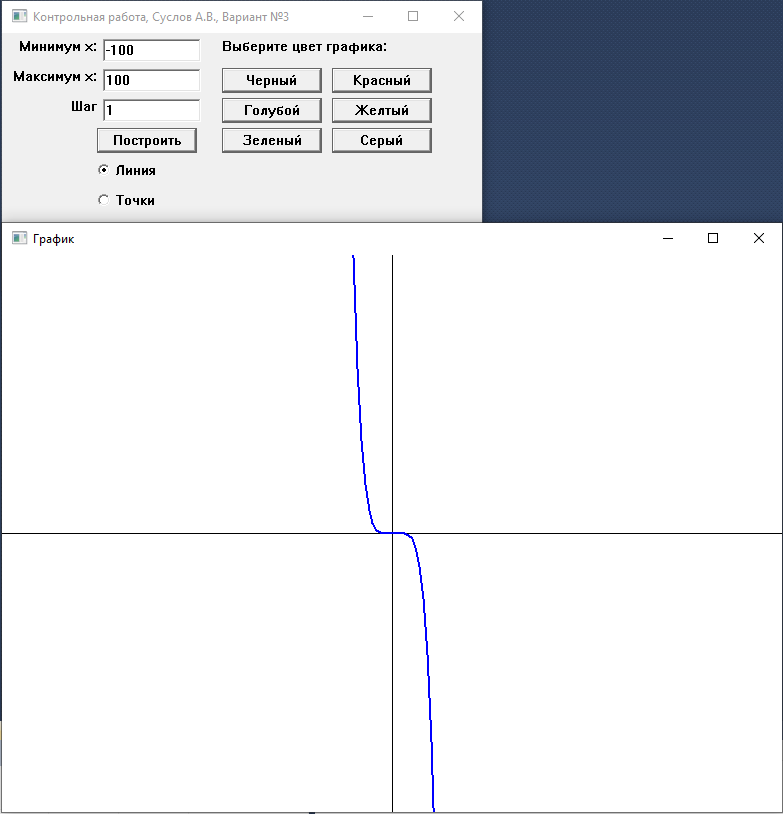 Контрольная работа, Суслов А.В., Вариант №3
Минимум x: -100 Выберите цвет графика:
Максимум x: 100 Черный Красный
Шаг 1 Голубой Желтый
Построить Зеленый Серый
Линия
Точки
График